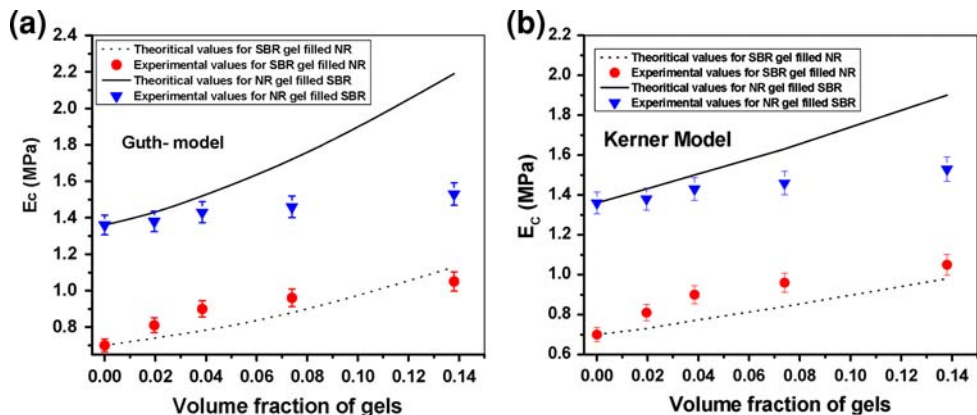 (a)
2.4
2.2
2.0
1.8
1.6
1.4
1.2
1.0
0.8
Ec (MPa)
Theoritical values for SBR gel filled NR
Experimental values for SBR gel filled NR
Theoritical values for NR gel filled SBR
Experimental values for NR gel filled SBR
Guth- model
0.00 0.02 0.04 0.06 0.08 0.10 0.12 0.14
Volume fraction of gels
(b)
2.2
2.0
1.8
1.6
1.4
1.2
1.0
0.8
0.6
EC (MPa)
Theoritical values for SBR gel filled NR
Experimental values for SBR gel filled NR
Theoritical values for NR gel filled SBR
Experimental values for NR gel filled SBR
Kerner Model
0.00 0.02 0.04 0.06 0.08 0.10 0.12 0.14
Volume fraction of gels